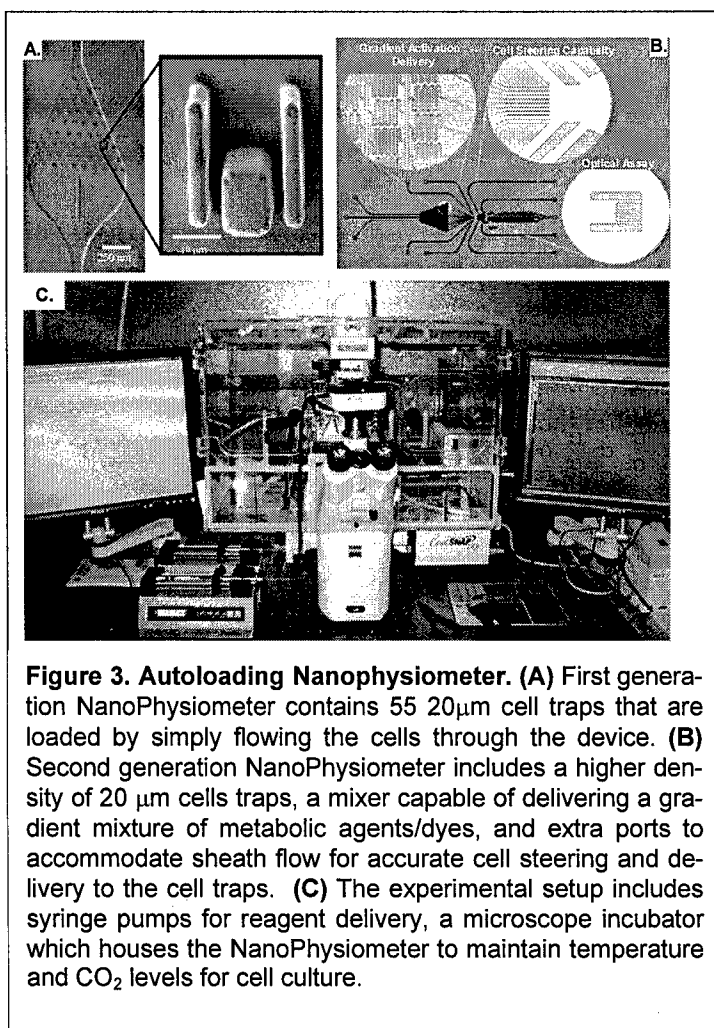 A.
Gradient Activation
Delivery
Cell Steering Capability
B.
Optical Assay
C.
CoolSNAP
Figure 3. Autoloading Nanophysiometer. (A) First genera-
tion NanoPhysiometer contains 55 20μm cell traps that are
loaded by simply flowing the cells through the device. (B)
Second generation NanoPhysiometer includes a higher den-
sity of 20 μm cells traps, a mixer capable of delivering a gra-
dient mixture of metabolic agents/dyes, and extra ports to
accommodate sheath flow for accurate cell steering and de-
livery to the cell traps. (C) The experimental setup includes
syringe pumps for reagent delivery, a microscope incubator
which houses the NanoPhysiometer to maintain temperature
and CO₂ levels for cell culture.